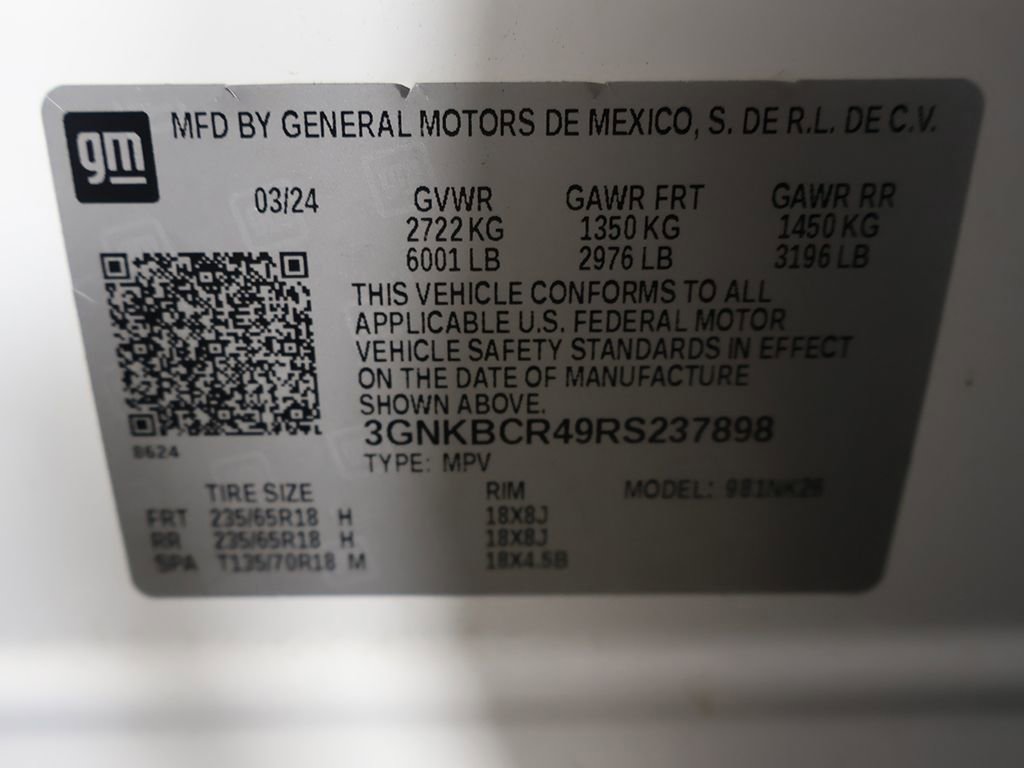 gm
MFD BY GENERAL MOTORS DE MEXICO, S. DE R.L. DE C.V.
03/24 GVWR GAWR FRT GAWR RR
2722 KG 1350 KG 1450 KG
6001 LB 2976 LB 3196 LB
THIS VEHICLE CONFORMS TO ALL
APPLICABLE U.S. FEDERAL MOTOR
VEHICLE SAFETY STANDARDS IN EFFECT
ON THE DATE OF MANUFACTURE
SHOWN ABOVE.
3GNKBCR49RS237898
8624
TYPE: MPV
TIRE SIZE RIM MODEL: 981NK26
FRT 235/65R18 H 18X8J
RR 235/65R18 H 18X8J
SPA T135/70R18 M 18X4.5B